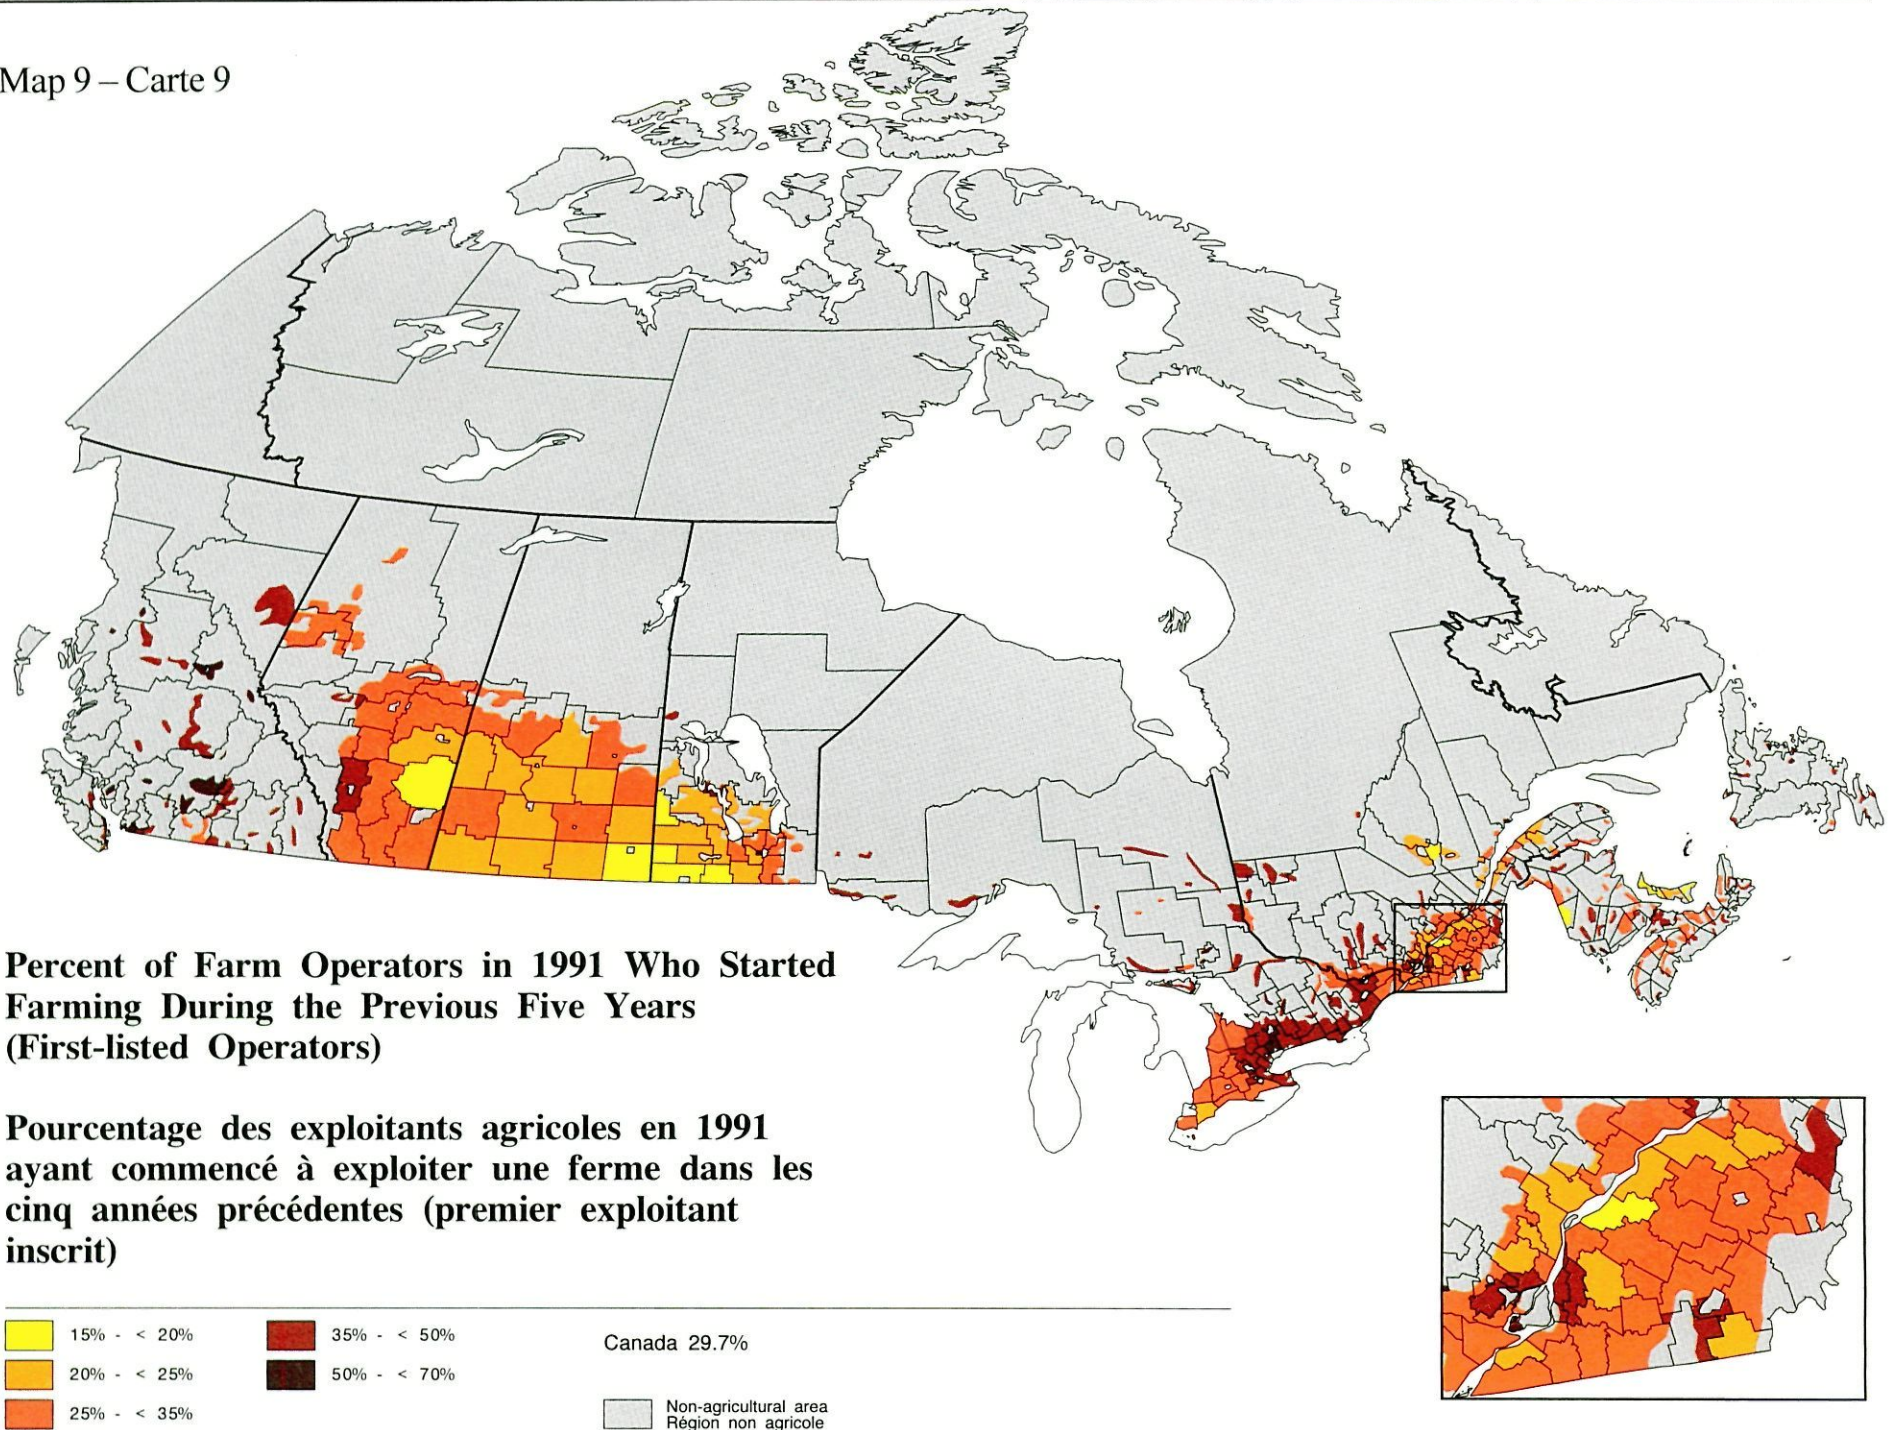 Map 9 – Carte 9
Percent of Farm Operators in 1991 Who Started
Farming During the Previous Five Years
(First-listed Operators)
Pourcentage des exploitants agricoles en 1991
ayant commencé à exploiter une ferme dans les
cinq années précédentes (premier exploitant
inscrit)
15% - < 20%
20% - < 25%
25% - < 35%
35% - < 50%
50% - < 70%
Canada 29.7%
Non-agricultural area
Région non agricole